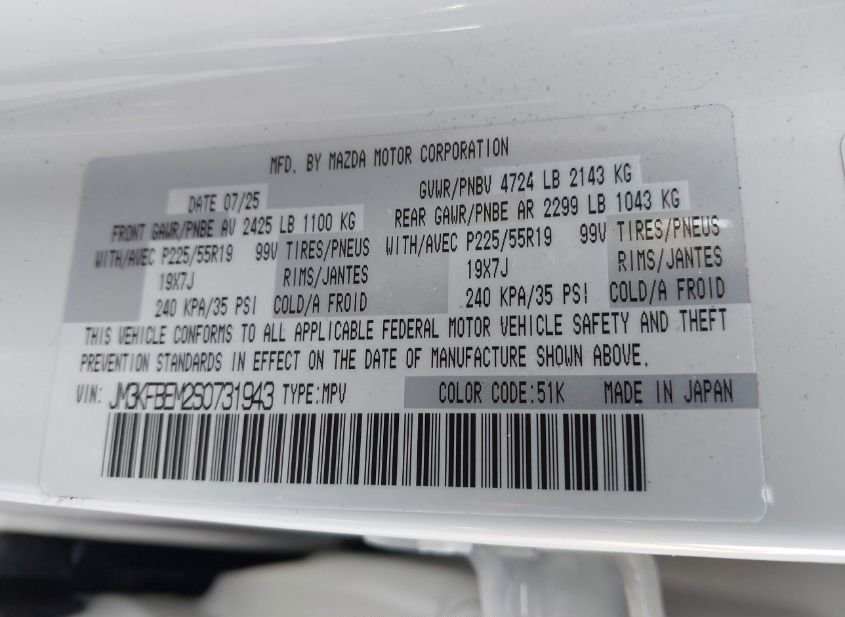 MFD. BY MAZDA MOTOR CORPORATION
DATE 07/25 GVWR/PNBV 4724 LB 2143 KG
FRONT GAWR/PNBE AV 2425 LB 1100 KG REAR GAWR/PNBE AR 2299 LB 1043 KG
WITH/AVEC P225/55R19 99V TIRES/PNEUS WITH/AVEC P225/55R19 99V TIRES/PNEUS
19X7J RIMS/JANTES 19X7J RIMS/JANTES
240 KPA/35 PSI COLD/A FROID 240 KPA/35 PSI COLD/A FROID
THIS VEHICLE CONFORMS TO ALL APPLICABLE FEDERAL MOTOR VEHICLE SAFETY AND THEFT
PREVENTION STANDARDS IN EFFECT ON THE DATE OF MANUFACTURE SHOWN ABOVE.
VIN: JM3KFBEM2S0731943 TYPE:MPV COLOR CODE:51K MADE IN JAPAN